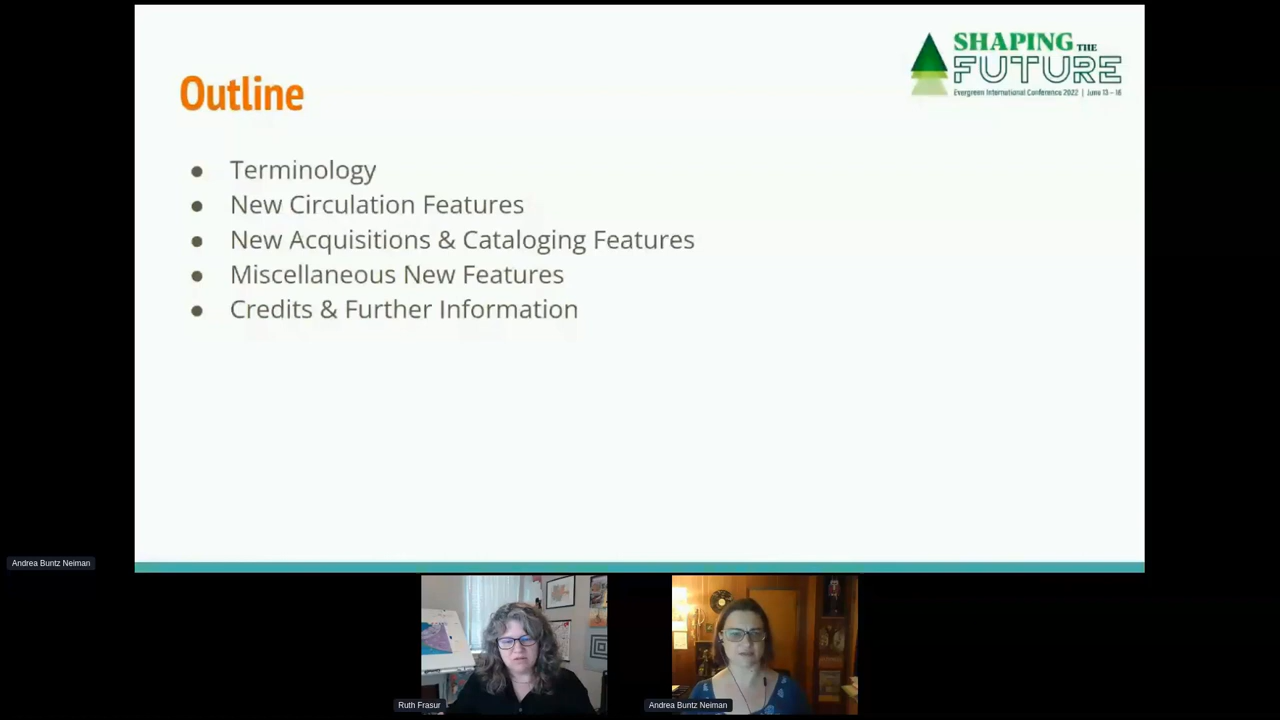 SHAPING THE
FUTURE
Evergreen International Conference 2022 | June 13 – 16
Outline
● Terminology
● New Circulation Features
● New Acquisitions & Cataloging Features
● Miscellaneous New Features
● Credits & Further Information
Andrea Buntz Neiman
Ruth Frasur
Andrea Buntz Neiman